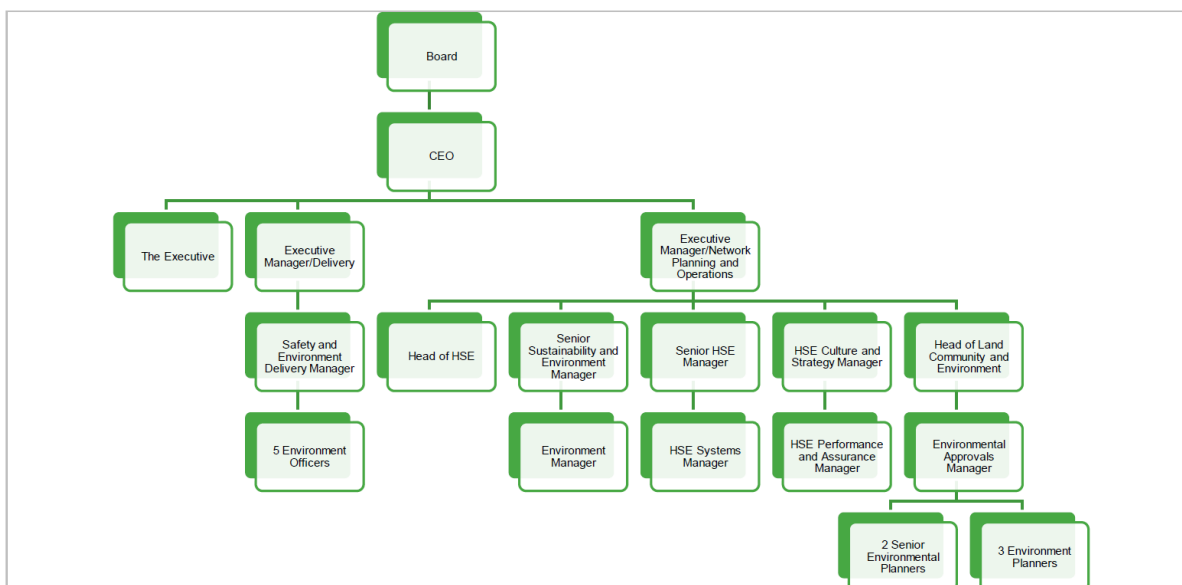 Board
CEO
The Executive
Executive
Manager/Delivery
Executive
Manager/Network
Planning and
Operations
Safety and
Environment
Delivery Manager
Head of HSE
Senior
Sustainability and
Environment
Manager
Senior HSE
Manager
HSE Culture and
Strategy Manager
Head of Land
Community and
Environment
5 Environment
Officers
Environment
Manager
HSE Systems
Manager
HSE Performance
and Assurance
Manager
Environmental
Approvals
Manager
2 Senior
Environmental
Planners
3 Environment
Planners